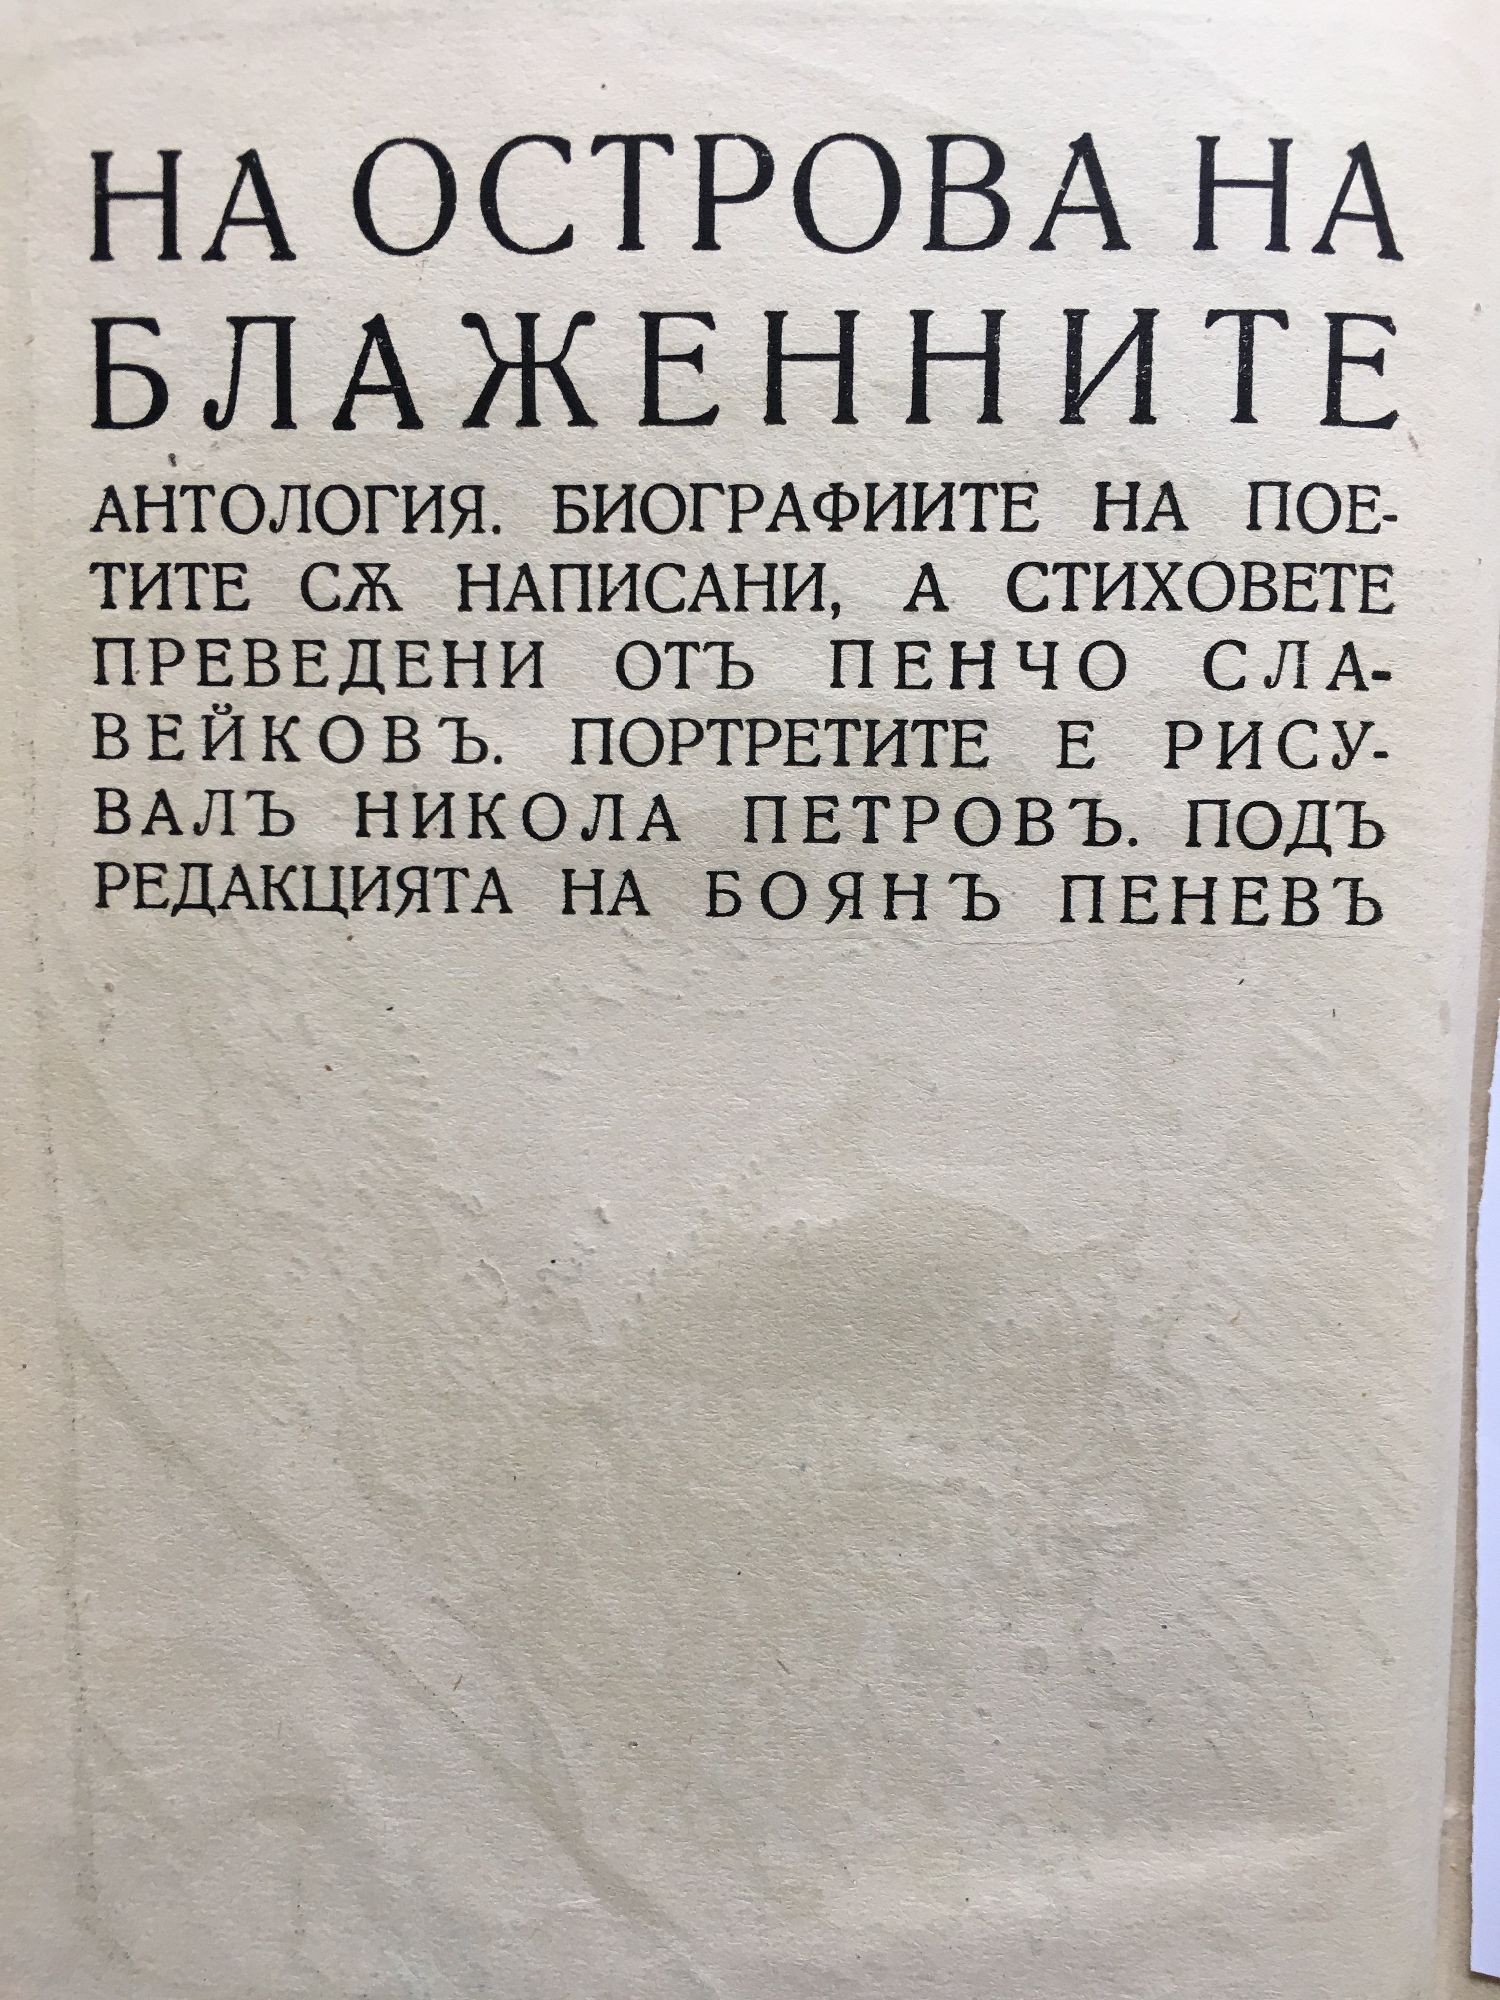 НА ОСТРОВА НА
БЛАЖЕННИТЕ
АНТОЛОГИЯ. БИОГРАФИИТЕ НА ПОЕ-
ТИТЕ СѪ НАПИСАНИ, А СТИХОВЕТЕ
ПРЕВЕДЕНИ ОТЪ ПЕНЧО СЛА-
ВЕЙКОВЪ. ПОРТРЕТИТЕ Е РИСУ-
ВАЛЪ НИКОЛА ПЕТРОВЪ. ПОДЪ
РЕДАКЦИЯТА НА БОЯНЪ ПЕНЕВЪ